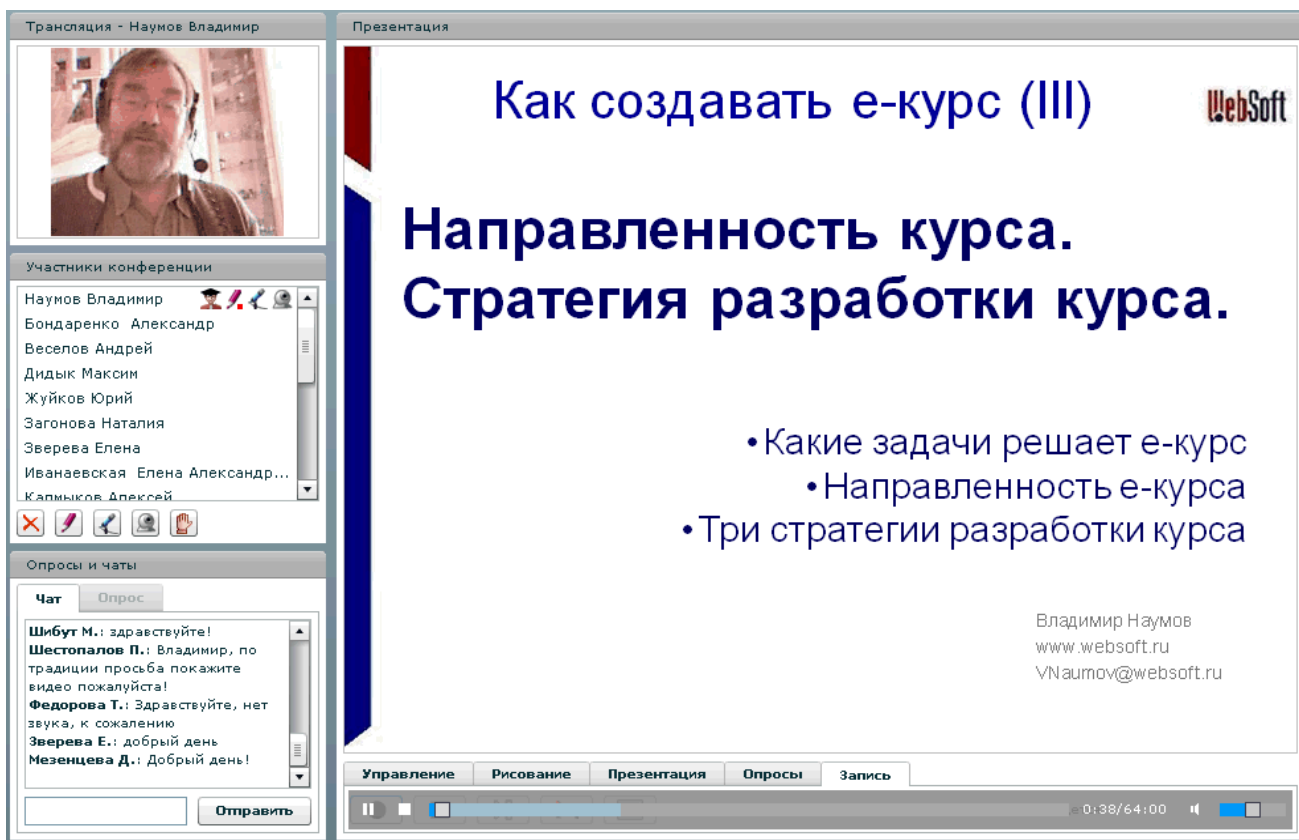 Трансляция - Наумов Владимир
Участники конференции
Наумов Владимир
Бондаренко Александр
Веселов Андрей
Дидык Максим
Жуйков Юрий
Загонова Наталия
Зверева Елена
Иванаевская Елена Александр...
Калмыков Алексей
Опросы и чаты
Чат
Опрос
Шибут М.: здравствуйте!
Шестопалов П.: Владимир, по
традиции просьба покажите
видео пожалуйста!
Федорова Т.: Здравствуйте, нет
звука, к сожалению
Зверева Е.: добрый день
Мезенцева Д.: Добрый день!
Отправить
Презентация
Как создавать е-курс (III)
WebSoft
Направленность курса.
Стратегия разработки курса.
•Какие задачи решает е-курс
•Направленность е-курса
•Три стратегии разработки курса
Владимир Наумов
www.websoft.ru
VNaumov@websoft.ru
Управление
Рисование
Презентация
Опросы
Запись
0:38/64:00